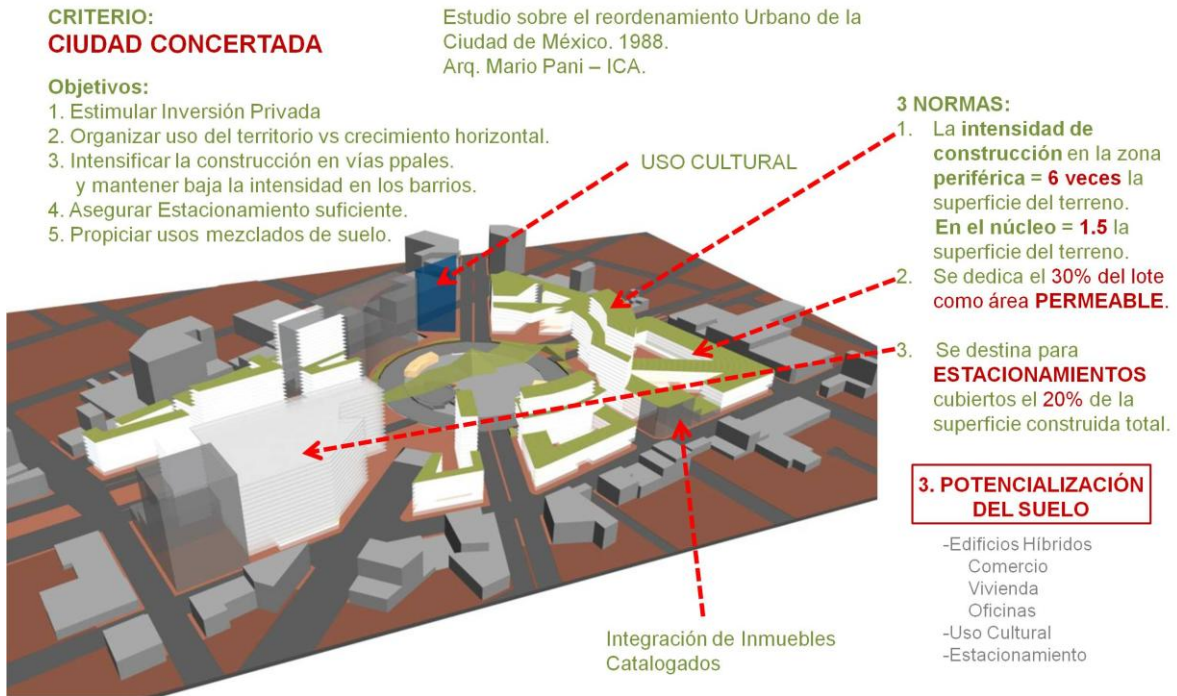 CRITERIO:
CIUDAD CONCERTADA
Estudio sobre el reordenamiento Urbano de la
Ciudad de México. 1988.
Arq. Mario Pani – ICA.
Objetivos:
1. Estimular Inversión Privada
2. Organizar uso del territorio vs crecimiento horizontal.
3. Intensificar la construcción en vías ppales.
y mantener baja la intensidad en los barrios.
4. Asegurar Estacionamiento suficiente.
5. Propiciar usos mezclados de suelo.
USO CULTURAL
3 NORMAS:
1. La intensidad de
construcción en la zona
periférica = 6 veces la
superficie del terreno.
En el núcleo = 1.5 la
superficie del terreno.
2. Se dedica el 30% del lote
como área PERMEABLE.
3. Se destina para
ESTACIONAMIENTOS
cubiertos el 20% de la
superficie construida total.
3. POTENCIALIZACIÓN
DEL SUELO
-Edificios Híbridos
Comercio
Vivienda
Oficinas
-Uso Cultural
-Estacionamiento
Integración de Inmuebles
Catalogados